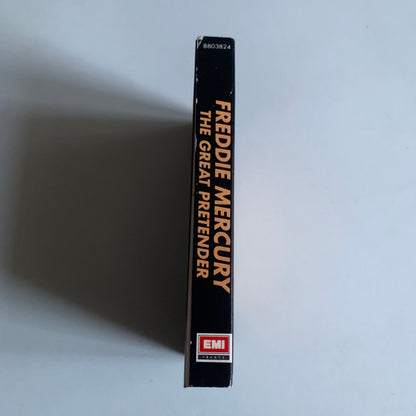 8803824
FREDDIE MERCURY
THE GREAT PRETENDER
EMI